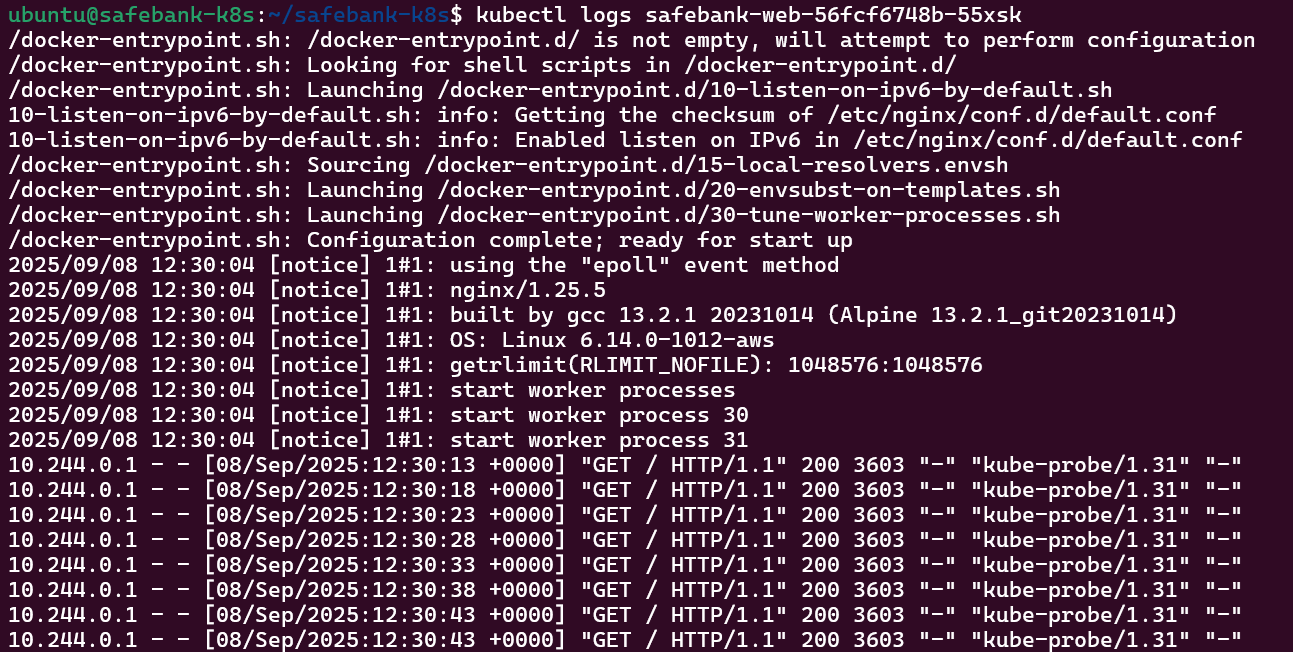 ubuntu@safebank-k8s:~/safebank-k8s$ kubectl logs safebank-web-56fcf6748b-55xsk
/docker-entrypoint.sh: /docker-entrypoint.d/ is not empty, will attempt to perform configuration
/docker-entrypoint.sh: Looking for shell scripts in /docker-entrypoint.d/
/docker-entrypoint.sh: Launching /docker-entrypoint.d/10-listen-on-ipv6-by-default.sh
10-listen-on-ipv6-by-default.sh: info: Getting the checksum of /etc/nginx/conf.d/default.conf
10-listen-on-ipv6-by-default.sh: info: Enabled listen on IPv6 in /etc/nginx/conf.d/default.conf
/docker-entrypoint.sh: Sourcing /docker-entrypoint.d/15-local-resolvers.envsh
/docker-entrypoint.sh: Launching /docker-entrypoint.d/20-envsubst-on-templates.sh
/docker-entrypoint.sh: Launching /docker-entrypoint.d/30-tune-worker-processes.sh
/docker-entrypoint.sh: Configuration complete; ready for start up
2025/09/08 12:30:04 [notice] 1#1: using the "epoll" event method
2025/09/08 12:30:04 [notice] 1#1: nginx/1.25.5
2025/09/08 12:30:04 [notice] 1#1: built by gcc 13.2.1 20231014 (Alpine 13.2.1_git20231014)
2025/09/08 12:30:04 [notice] 1#1: OS: Linux 6.14.0-1012-aws
2025/09/08 12:30:04 [notice] 1#1: getrlimit(RLIMIT_NOFILE): 1048576:1048576
2025/09/08 12:30:04 [notice] 1#1: start worker processes
2025/09/08 12:30:04 [notice] 1#1: start worker process 30
2025/09/08 12:30:04 [notice] 1#1: start worker process 31
10.244.0.1 - - [08/Sep/2025:12:30:13 +0000] "GET / HTTP/1.1" 200 3603 "-" "kube-probe/1.31" "-"
10.244.0.1 - - [08/Sep/2025:12:30:18 +0000] "GET / HTTP/1.1" 200 3603 "-" "kube-probe/1.31" "-"
10.244.0.1 - - [08/Sep/2025:12:30:23 +0000] "GET / HTTP/1.1" 200 3603 "-" "kube-probe/1.31" "-"
10.244.0.1 - - [08/Sep/2025:12:30:28 +0000] "GET / HTTP/1.1" 200 3603 "-" "kube-probe/1.31" "-"
10.244.0.1 - - [08/Sep/2025:12:30:33 +0000] "GET / HTTP/1.1" 200 3603 "-" "kube-probe/1.31" "-"
10.244.0.1 - - [08/Sep/2025:12:30:38 +0000] "GET / HTTP/1.1" 200 3603 "-" "kube-probe/1.31" "-"
10.244.0.1 - - [08/Sep/2025:12:30:43 +0000] "GET / HTTP/1.1" 200 3603 "-" "kube-probe/1.31" "-"
10.244.0.1 - - [08/Sep/2025:12:30:43 +0000] "GET / HTTP/1.1" 200 3603 "-" "kube-probe/1.31" "-"